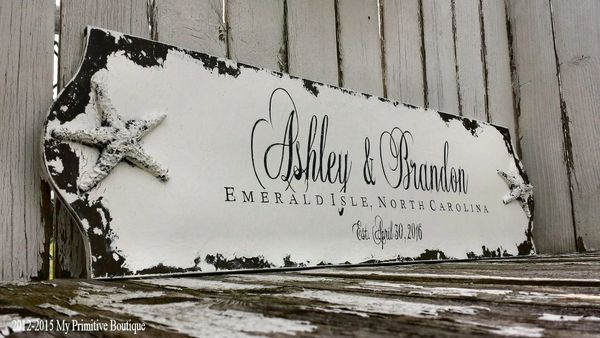 Ashley & Brandon
EMERALD ISLE, NORTH CAROLINA
Est. April 30, 2016
2012-2015 My Primitive Boutique